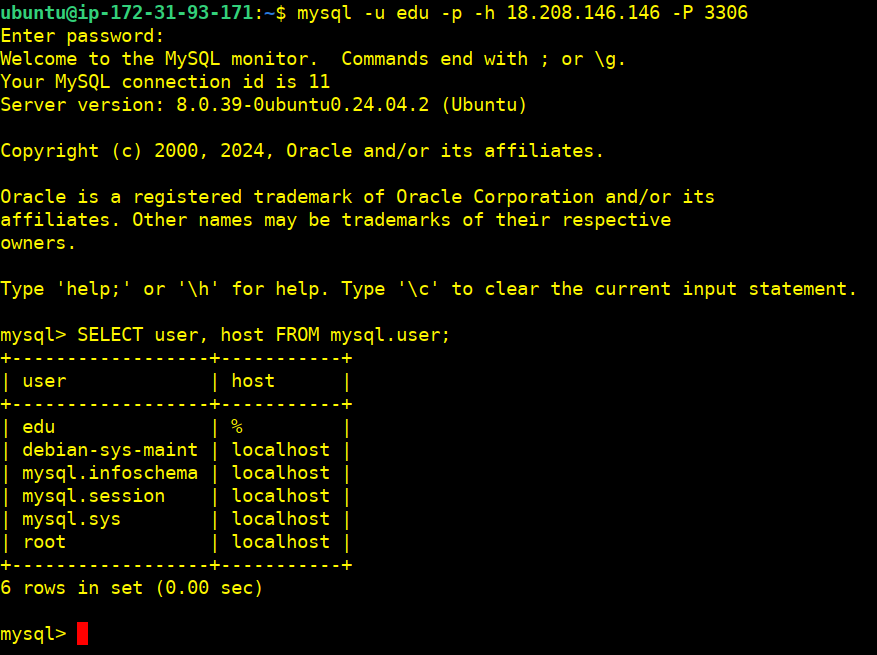 ubuntu@ip-172-31-93-171:~$ mysql -u edu -p -h 18.208.146.146 -P 3306
Enter password:
Welcome to the MySQL monitor.  Commands end with ; or \g.
Your MySQL connection id is 11
Server version: 8.0.39-0ubuntu0.24.04.2 (Ubuntu)

Copyright (c) 2000, 2024, Oracle and/or its affiliates.

Oracle is a registered trademark of Oracle Corporation and/or its
affiliates. Other names may be trademarks of their respective
owners.

Type 'help;' or '\h' for help. Type '\c' to clear the current input statement.

mysql> SELECT user, host FROM mysql.user;
+------------------+-----------+
| user             | host      |
+------------------+-----------+
| edu              | %         |
| debian-sys-maint | localhost |
| mysql.infoschema | localhost |
| mysql.session    | localhost |
| mysql.sys        | localhost |
| root             | localhost |
+------------------+-----------+
6 rows in set (0.00 sec)

mysql>